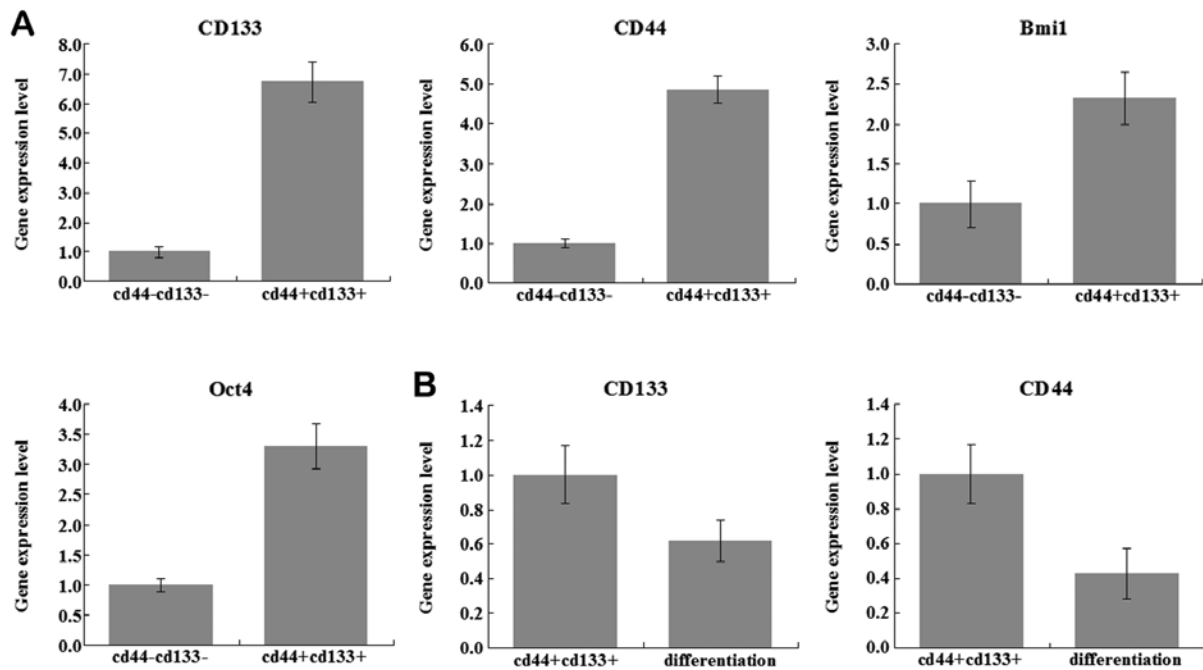 A
CD133
Gene expression level
8.0
7.0
6.0
5.0
4.0
3.0
2.0
1.0
0.0
cd44-cd133-
cd44+cd133+
CD44
Gene expression level
6.0
5.0
4.0
3.0
2.0
1.0
0.0
cd44-cd133-
cd44+cd133+
Bmi1
Gene expression level
3.0
2.5
2.0
1.5
1.0
0.5
0.0
cd44-cd133-
cd44+cd133+
Oct4
Gene expression level
4.0
3.5
3.0
2.5
2.0
1.5
1.0
0.5
0.0
cd44-cd133-
cd44+cd133+
B
CD133
Gene expression level
1.4
1.2
1.0
0.8
0.6
0.4
0.2
0.0
cd44+cd133+
differentiation
CD44
Gene expression level
1.4
1.2
1.0
0.8
0.6
0.4
0.2
0.0
cd44+cd133+
differentiation